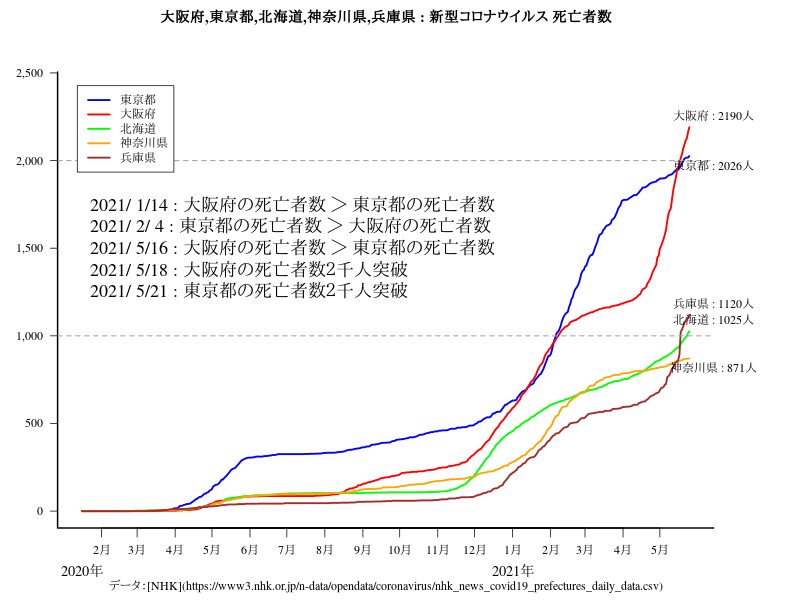 大阪府,東京都,北海道,神奈川県,兵庫県 : 新型コロナウイルス 死亡者数
2,500
2,000
1,500
1,000
500
0
東京都
大阪府
北海道
神奈川県
兵庫県
2021/ 1/14 : 大阪府の死亡者数 ＞ 東京都の死亡者数
2021/ 2/ 4 : 東京都の死亡者数 ＞ 大阪府の死亡者数
2021/ 5/16 : 大阪府の死亡者数 ＞ 東京都の死亡者数
2021/ 5/18 : 大阪府の死亡者数2千人突破
2021/ 5/21 : 東京都の死亡者数2千人突破
大阪府 : 2190人
東京都 : 2026人
兵庫県 : 1120人
北海道 : 1025人
神奈川県 : 871人
2月 3月 4月 5月 6月 7月 8月 9月 10月 11月 12月 1月 2月 3月 4月 5月
2020年 2021年
データ：[NHK](https://www3.nhk.or.jp/n-data/opendata/coronavirus/nhk_news_covid19_prefectures_daily_data.csv)